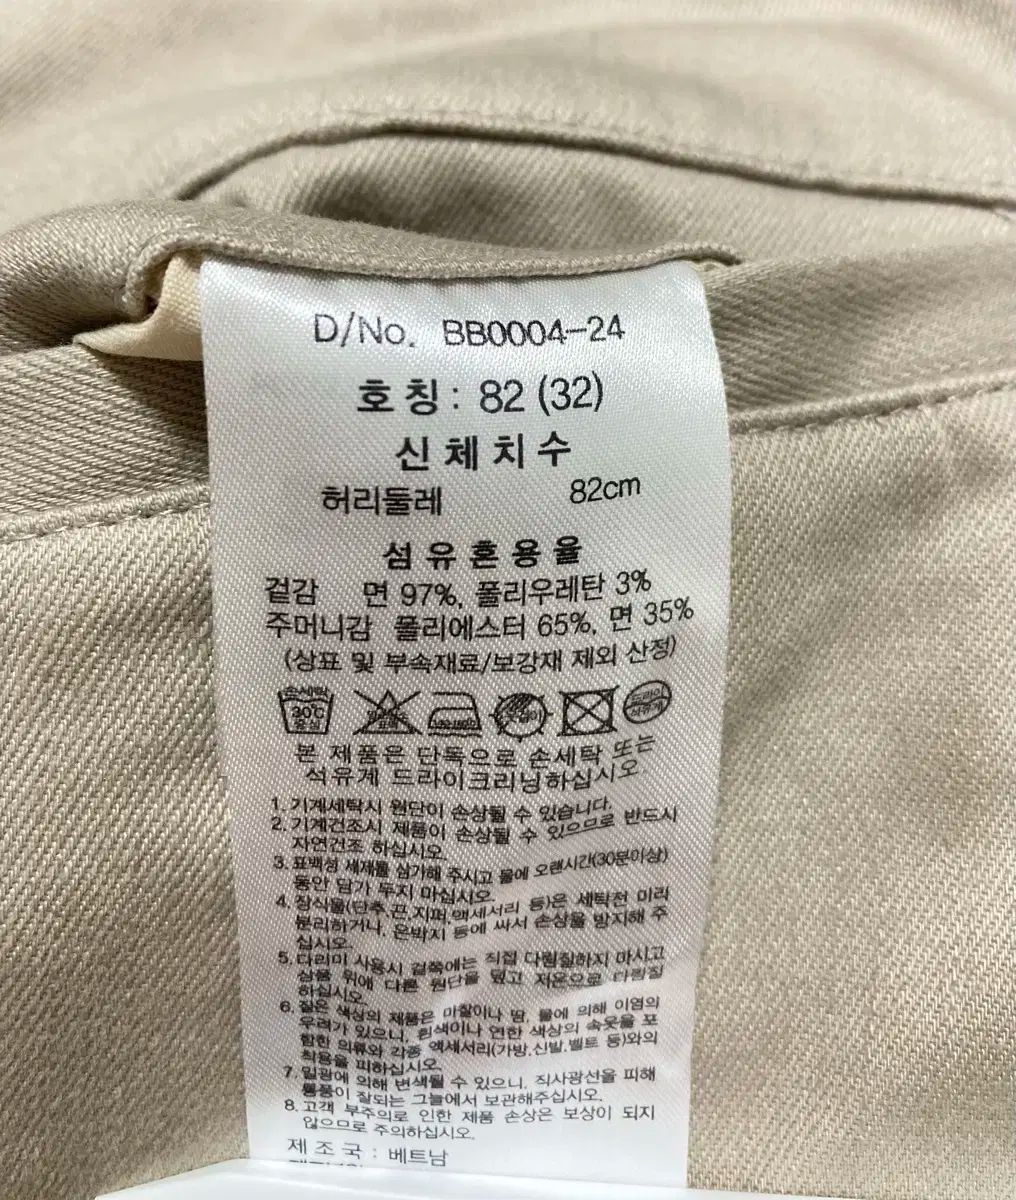 D/No. BB0004-24
호칭 : 82 (32)
신체치수
허리둘레 82cm
섬유혼용율
겉감 면 97%, 폴리우레탄 3%
주머니감 폴리에스터 65%, 면 35%
(상표 및 부속재료/보강재 제외 산정)
손세탁 30℃ 중성 드라이 석유계
본 제품은 단독으로 손세탁 또는
석유계 드라이크리닝하십시오.
1. 기계세탁시 원단이 손상될 수 있습니다.
2. 기계건조시 제품이 손상될 수 있으므로 반드시
자연건조 하십시오.
3. 표백성 세제를 삼가해 주시고 물에 오랜시간(30분이상)
동안 담가 두지 마십시오.
4. 장식물(단추,끈,지퍼,액세서리 등)은 세탁전 미리
분리하거나, 은박지 등에 싸서 손상을 방지해 주
십시오.
5. 다리미 사용시 겉쪽에는 직접 다림질하지 마시고
상품 위에 다른 원단을 덮고 저온으로 다림질
하십시오.
6. 짙은 색상의 제품은 마찰이나 땀, 물에 의해 이염의
우려가 있으니, 흰색이나 연한 색상의 속옷을 포
함한 의류와 각종 액세서리(가방,신발,벨트 등)와의
착용을 피하십시오.
7. 일광에 의해 변색될 수 있으니, 직사광선을 피해
통풍이 잘되는 그늘에서 보관해주십시오.
8. 고객 부주의로 인한 제품 손상은 보상이 되지
않으므로 주의하십시오.
제 조 국 : 베트남